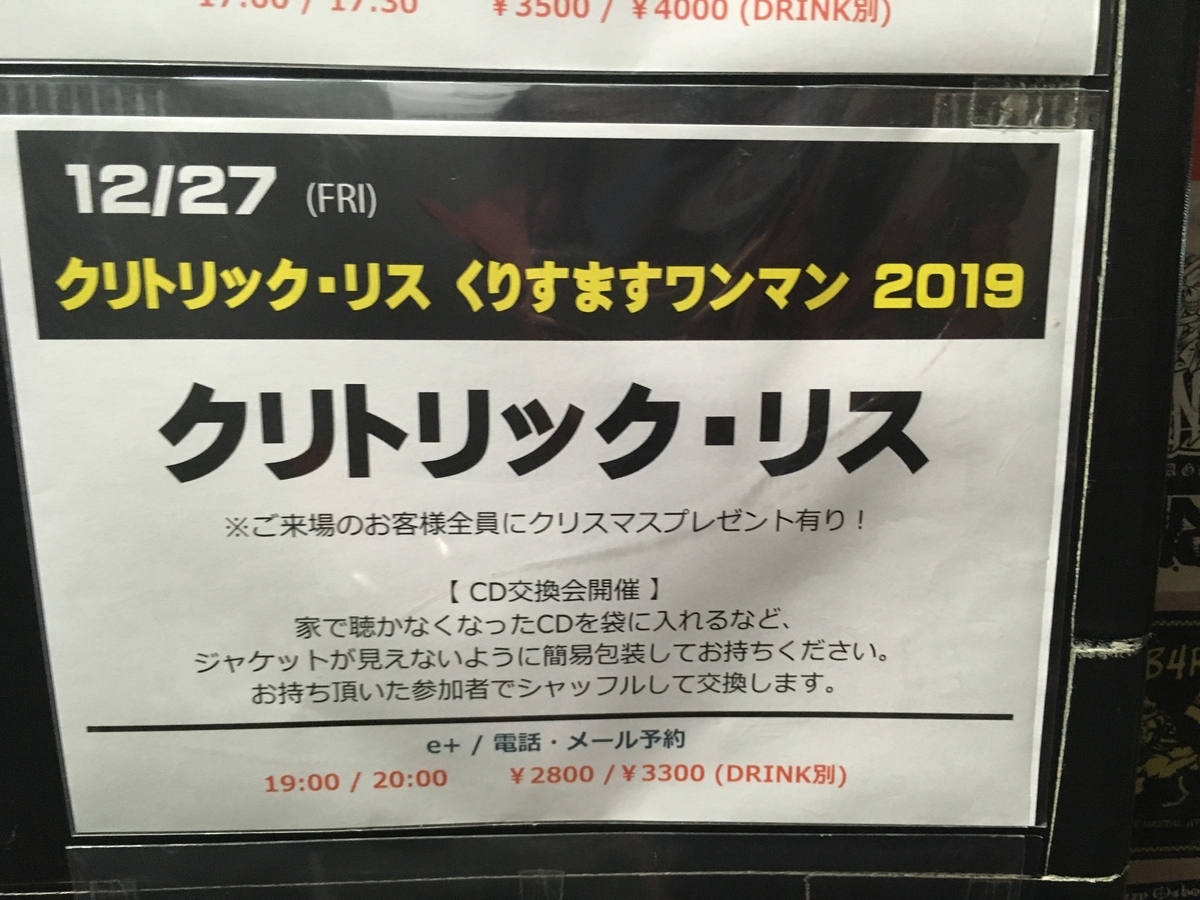 17:00 / 17:30 ￥3500 / ￥4000 (DRINK別)
12/27 (FRI)
クリトリック・リス くりすますワンマン 2019
クリトリック・リス
※ご来場のお客様全員にクリスマスプレゼント有り！
【 CD交換会開催 】
家で聴かなくなったCDを袋に入れるなど、
ジャケットが見えないように簡易包装してお持ちください。
お持ち頂いた参加者でシャッフルして交換します。
e+ / 電話・メール予約
19:00 / 20:00 ￥2800 /￥3300 (DRINK別)